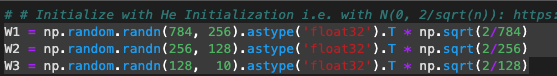 # # Initialize with He Initialization i.e. with N(0, 2/sqrt(n)): https:
W1 = np.random.randn(784, 256).astype('float32').T * np.sqrt(2/784)
W2 = np.random.randn(256, 128).astype('float32').T * np.sqrt(2/256)
W3 = np.random.randn(128,  10).astype('float32').T * np.sqrt(2/128)